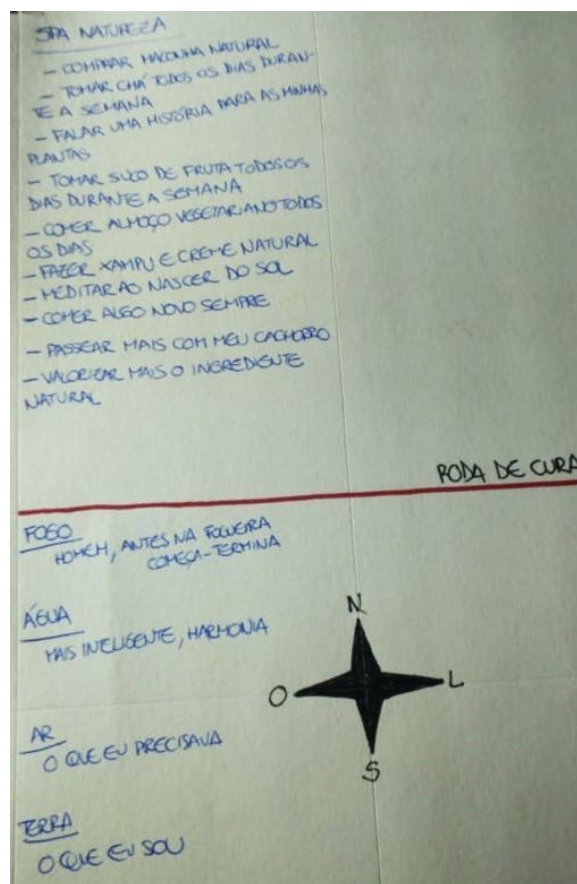 SPA NATUREZA
- COMPRAR MACONHA NATURAL
- TOMAR CHÁ TODOS OS DIAS DURAN-
TE A SEMANA
- FALAR UMA HISTÓRIA PARA AS MINHAS
PLANTAS
- TOMAR SUCO DE FRUTA TODOS OS
DIAS DURANTE A SEMANA
- COMER ALMOÇO VEGETARIANO TODOS
OS DIAS
- FAZER XAMPU E CREME NATURAL
- MEDITAR AO NASCER DO SOL
- COMER ALGO NOVO SEMPRE
- PASSEAR MAIS COM MEU CACHORRO
- VALORIZAR MAIS O INGREDIENTE
NATURAL
RODA DE CURA
FOGO
HOMEM, ANTES NA FOGUEIRA
COMEÇA-TERMINA
ÁGUA
MAIS INTELIGENTE, HARMONIA
N
O
L
S
AR
O QUE EU PRECISAVA
TERRA
O QUE EU SOU